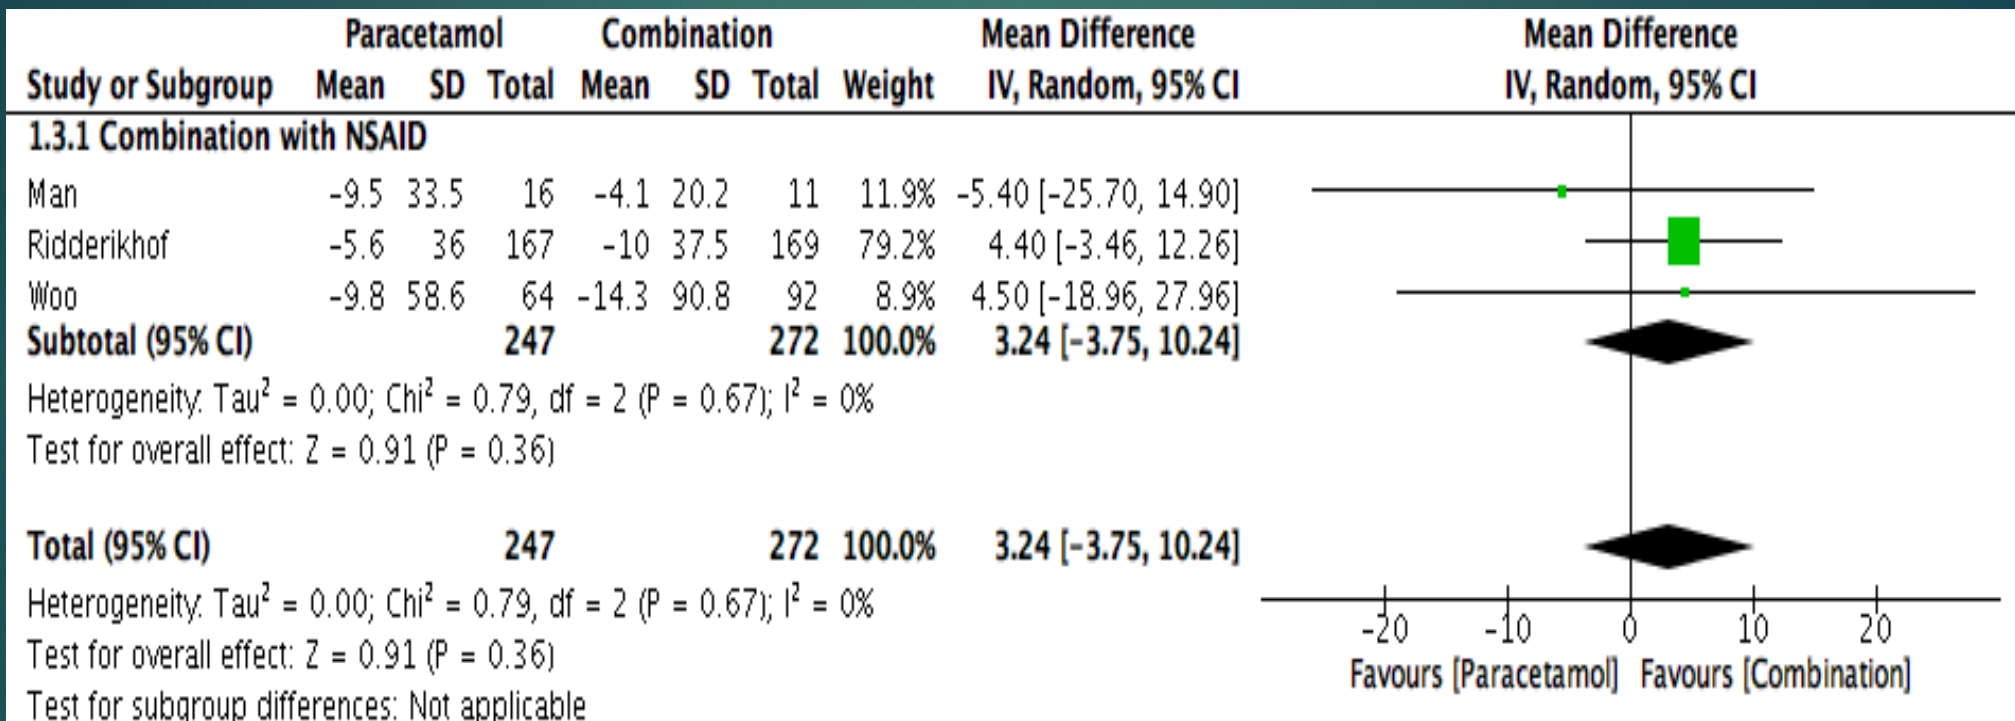 Paracetamol Combination Mean Difference Mean Difference
Study or Subgroup Mean SD Total Mean SD Total Weight IV, Random, 95% CI IV, Random, 95% CI
1.3.1 Combination with NSAID
Man −9.5 33.5 16 −4.1 20.2 11 11.9% −5.40 [−25.70, 14.90]
Ridderikhof −5.6 36 167 −10 37.5 169 79.2% 4.40 [−3.46, 12.26]
Woo −9.8 58.6 64 −14.3 90.8 92 8.9% 4.50 [−18.96, 27.96]
Subtotal (95% CI) 247 272 100.0% 3.24 [−3.75, 10.24]
Heterogeneity: Tau² = 0.00; Chi² = 0.79, df = 2 (P = 0.67); I² = 0%
Test for overall effect: Z = 0.91 (P = 0.36)
Total (95% CI) 247 272 100.0% 3.24 [−3.75, 10.24]
Heterogeneity: Tau² = 0.00; Chi² = 0.79, df = 2 (P = 0.67); I² = 0%
Test for overall effect: Z = 0.91 (P = 0.36)
Test for subgroup differences: Not applicable
−20 −10 0 10 20
Favours [Paracetamol] Favours [Combination]